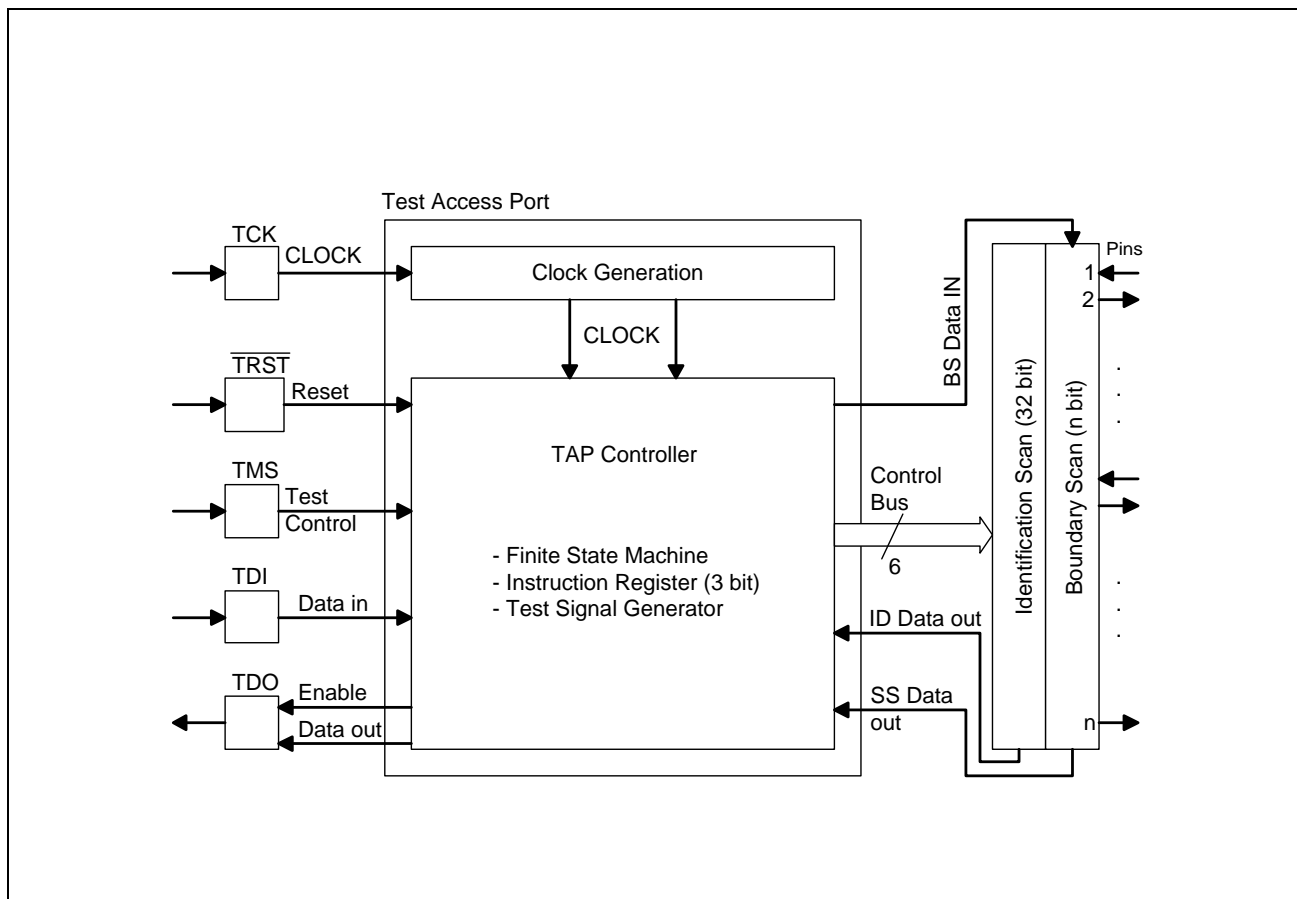 Test Access Port
TCK
CLOCK
Clock Generation
CLOCK
TRST
Reset
TMS
Test
Control
TDI
Data in
TDO
Enable
Data out
TAP Controller
- Finite State Machine
- Instruction Register (3 bit)
- Test Signal Generator
BS Data IN
Control
Bus
6
ID Data out
SS Data
out
Identification Scan (32 bit)
Boundary Scan (n bit)
Pins
1
2
.
.
.
.
.
.
n